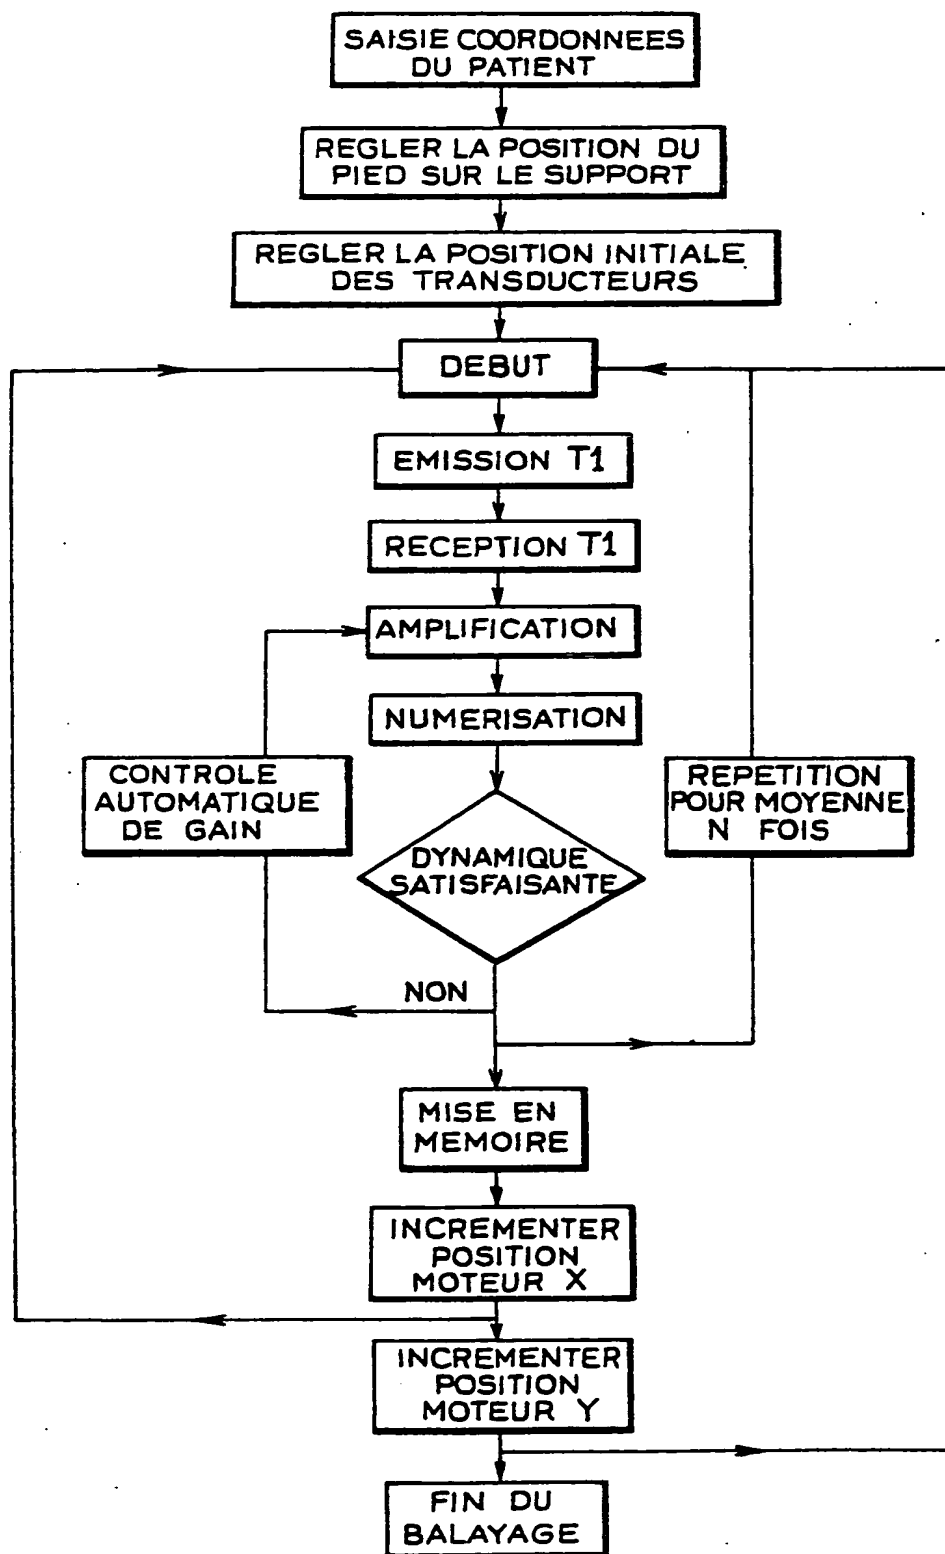 SAISIE COORDONNEES
DU PATIENT
REGLER LA POSITION DU
PIED SUR LE SUPPORT
REGLER LA POSITION INITIALE
DES TRANSDUCTEURS
DEBUT
EMISSION T1
RECEPTION T1
AMPLIFICATION
NUMERISATION
CONTROLE
AUTOMATIQUE
DE GAIN
REPETITION
POUR MOYENNE
N FOIS
DYNAMIQUE
SATISFAISANTE
NON
MISE EN
MEMOIRE
INCREMENTER
POSITION
MOTEUR X
INCREMENTER
POSITION
MOTEUR Y
FIN DU
BALAYAGE